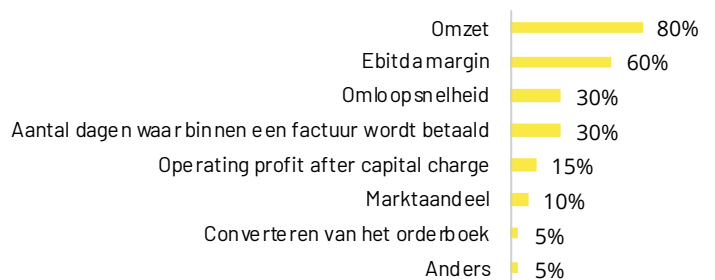 Omzet 80%
Ebitdamargin 60%
Omloopsnelheid 30%
Aantal dagen waarbinnen een factuur wordt betaald 30%
Operating profit after capital charge 15%
Marktaandeel 10%
Converteren van het orderboek 5%
Anders 5%